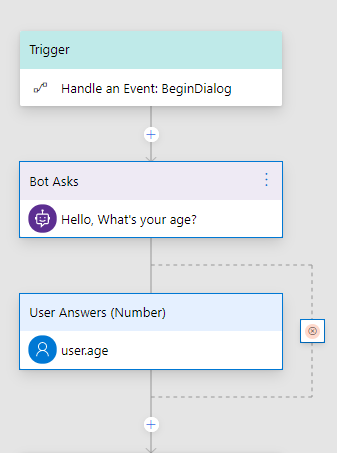 Trigger
Handle an Event: BeginDialog
Bot Asks
Hello, What's your age?
User Answers (Number)
user.age